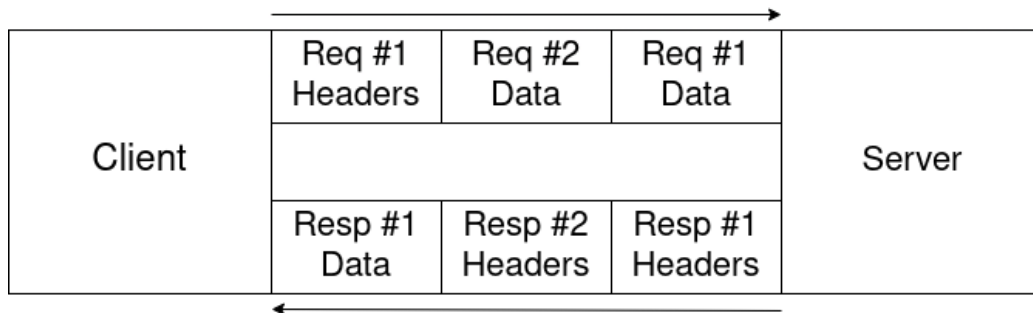 Client
Req #1
Headers
Req #2
Data
Req #1
Data
Resp #1
Data
Resp #2
Headers
Resp #1
Headers
Server